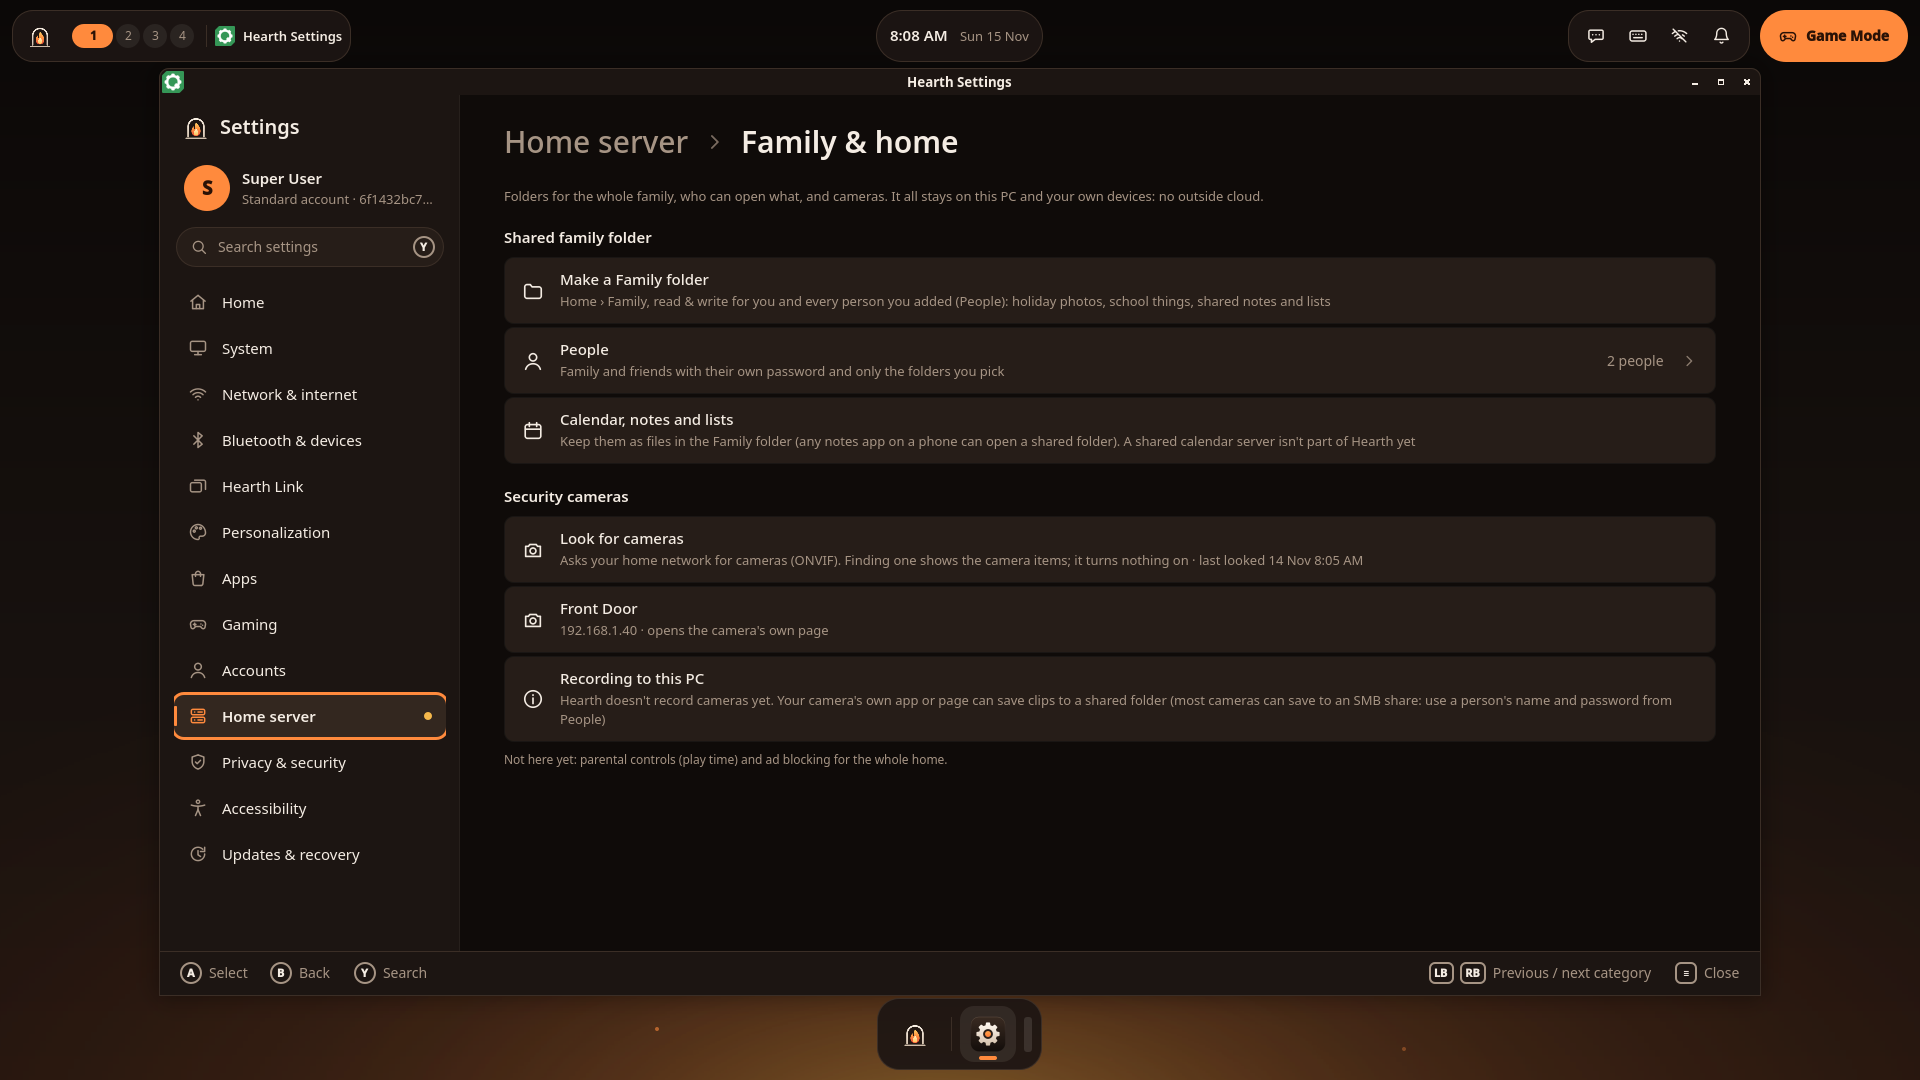 1 2 3 4 Hearth Settings
8:08 AM Sun 15 Nov
Game Mode
Hearth Settings
Settings
S
Super User
Standard account · 6f1432bc7...
Search settings Y
Home
System
Network & internet
Bluetooth & devices
Hearth Link
Personalization
Apps
Gaming
Accounts
Home server
Privacy & security
Accessibility
Updates & recovery
Home server > Family & home
Folders for the whole family, who can open what, and cameras. It all stays on this PC and your own devices: no outside cloud.
Shared family folder
Make a Family folder
Home › Family, read & write for you and every person you added (People): holiday photos, school things, shared notes and lists
People
Family and friends with their own password and only the folders you pick
2 people
Calendar, notes and lists
Keep them as files in the Family folder (any notes app on a phone can open a shared folder). A shared calendar server isn't part of Hearth yet
Security cameras
Look for cameras
Asks your home network for cameras (ONVIF). Finding one shows the camera items; it turns nothing on · last looked 14 Nov 8:05 AM
Front Door
192.168.1.40 · opens the camera's own page
Recording to this PC
Hearth doesn't record cameras yet. Your camera's own app or page can save clips to a shared folder (most cameras can save to an SMB share: use a person's name and password from
People)
Not here yet: parental controls (play time) and ad blocking for the whole home.
A Select B Back Y Search
LB RB Previous / next category ≡ Close